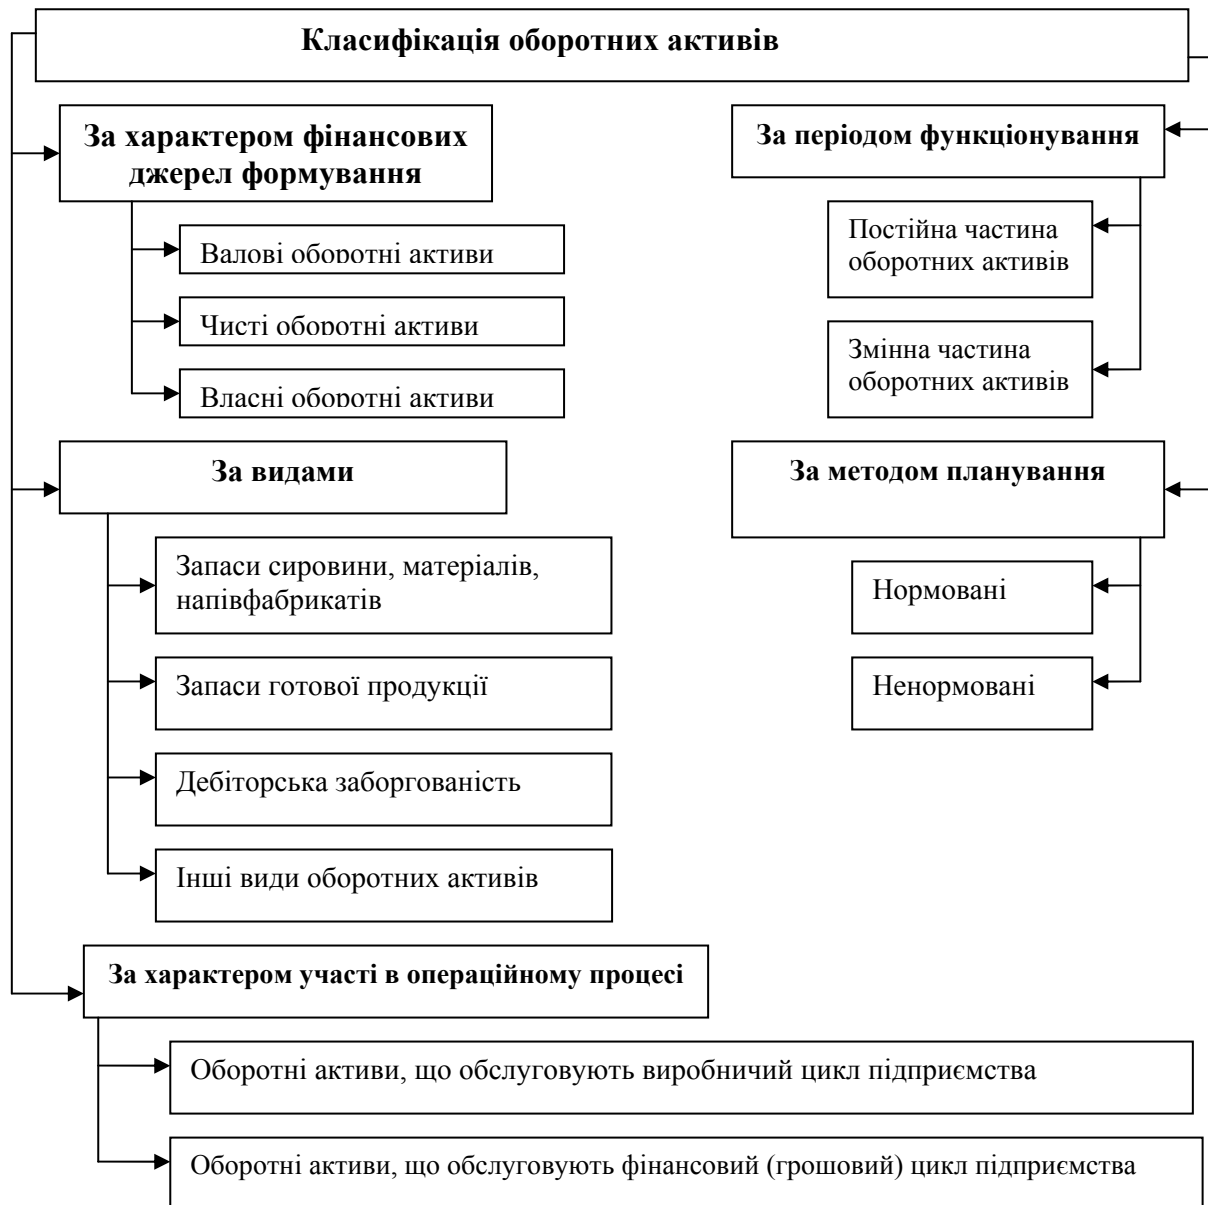 Класифікація оборотних активів
За характером фінансових
джерел формування
Валові оборотні активи
Чисті оборотні активи
Власні оборотні активи
За періодом функціонування
Постійна частина
оборотних активів
Змінна частина
оборотних активів
За видами
Запаси сировини, матеріалів,
напівфабрикатів
Запаси готової продукції
Дебіторська заборгованість
Інші види оборотних активів
За методом планування
Нормовані
Ненормовані
За характером участі в операційному процесі
Оборотні активи, що обслуговують виробничий цикл підприємства
Оборотні активи, що обслуговують фінансовий (грошовий) цикл підприємства